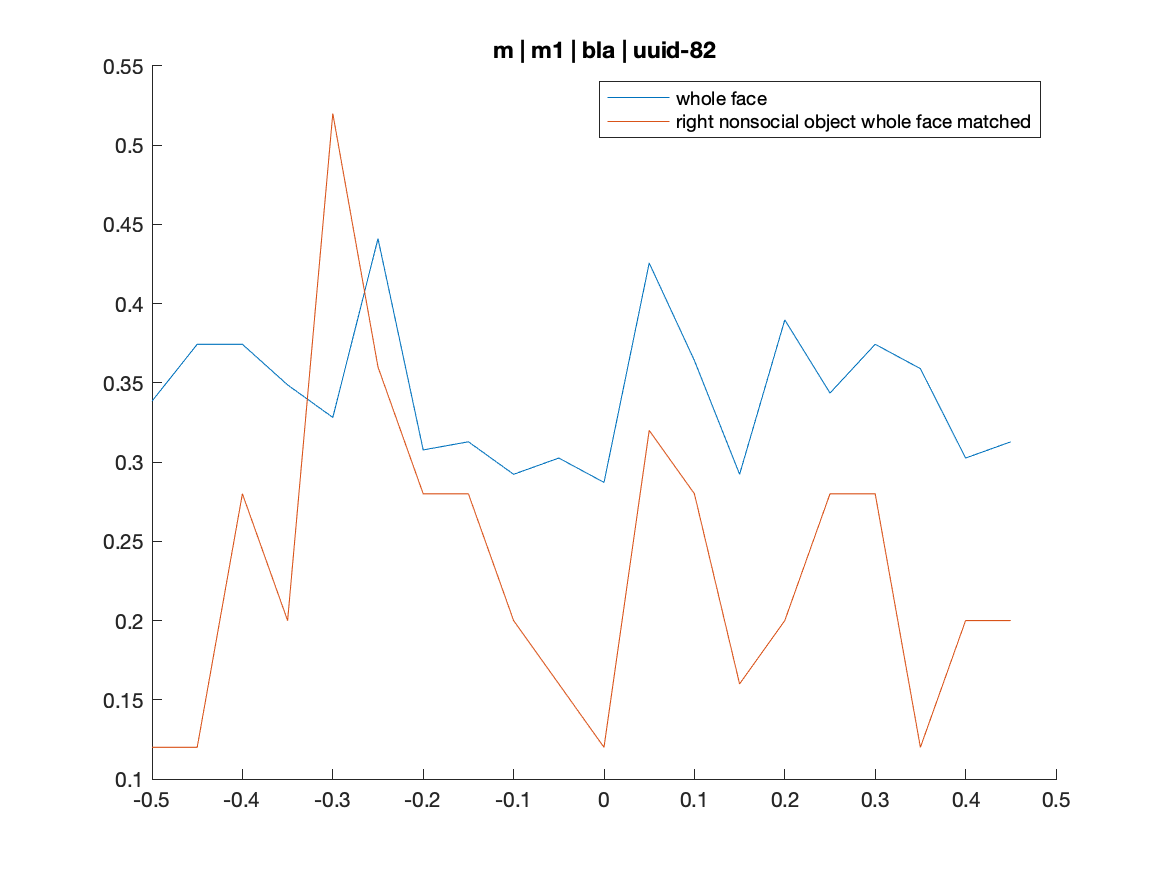 m | m1 | bla | uuid-82
whole face
right nonsocial object whole face matched
0.55
0.5
0.45
0.4
0.35
0.3
0.25
0.2
0.15
0.1
-0.5 -0.4 -0.3 -0.2 -0.1 0 0.1 0.2 0.3 0.4 0.5